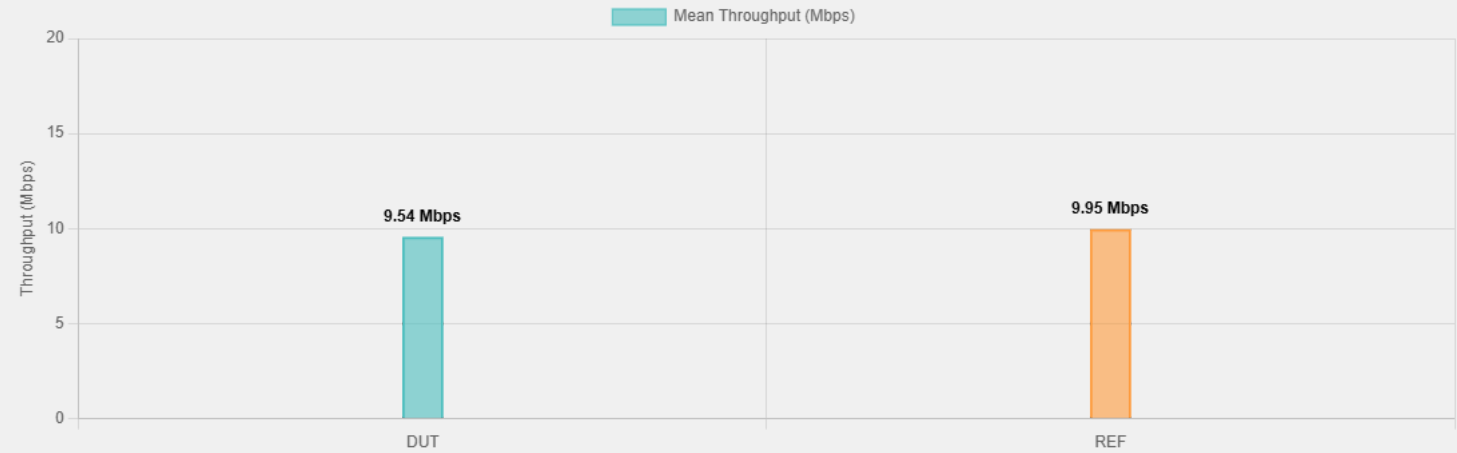 Mean Throughput (Mbps)
20
15
10
5
0
Throughput (Mbps)
9.54 Mbps
9.95 Mbps
DUT
REF